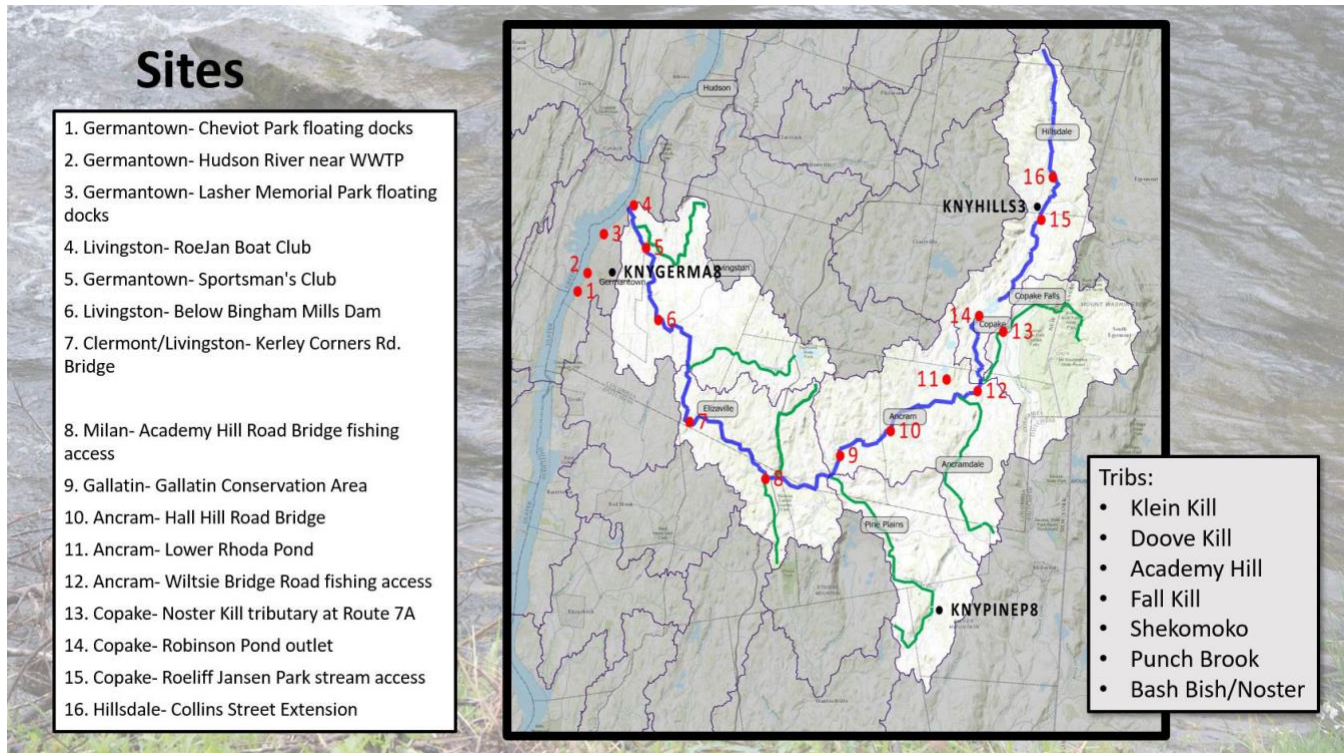 Sites
1. Germantown- Cheviot Park floating docks
2. Germantown- Hudson River near WWTP
3. Germantown- Lasher Memorial Park floating
docks
4. Livingston- RoeJan Boat Club
5. Germantown- Sportsman's Club
6. Livingston- Below Bingham Mills Dam
7. Clermont/Livingston- Kerley Corners Rd.
Bridge
8. Milan- Academy Hill Road Bridge fishing
access
9. Gallatin- Gallatin Conservation Area
10. Ancram- Hall Hill Road Bridge
11. Ancram- Lower Rhoda Pond
12. Ancram- Wiltsie Bridge Road fishing access
13. Copake- Noster Kill tributary at Route 7A
14. Copake- Robinson Pond outlet
15. Copake- Roeliff Jansen Park stream access
16. Hillsdale- Collins Street Extension
Hudson
Hillsdale
16
KNYHILLS3
15
4
3
5
2
KNYGERMA8
Livingston
Germantown
1
Copake Falls
14
Copake
13
6
11
12
Elizaville
7
Ancram
10
9
Ancramdale
8
Pine Plains
KNYPINEP8
Tribs:
• Klein Kill
• Doove Kill
• Academy Hill
• Fall Kill
• Shekomoko
• Punch Brook
• Bash Bish/Noster